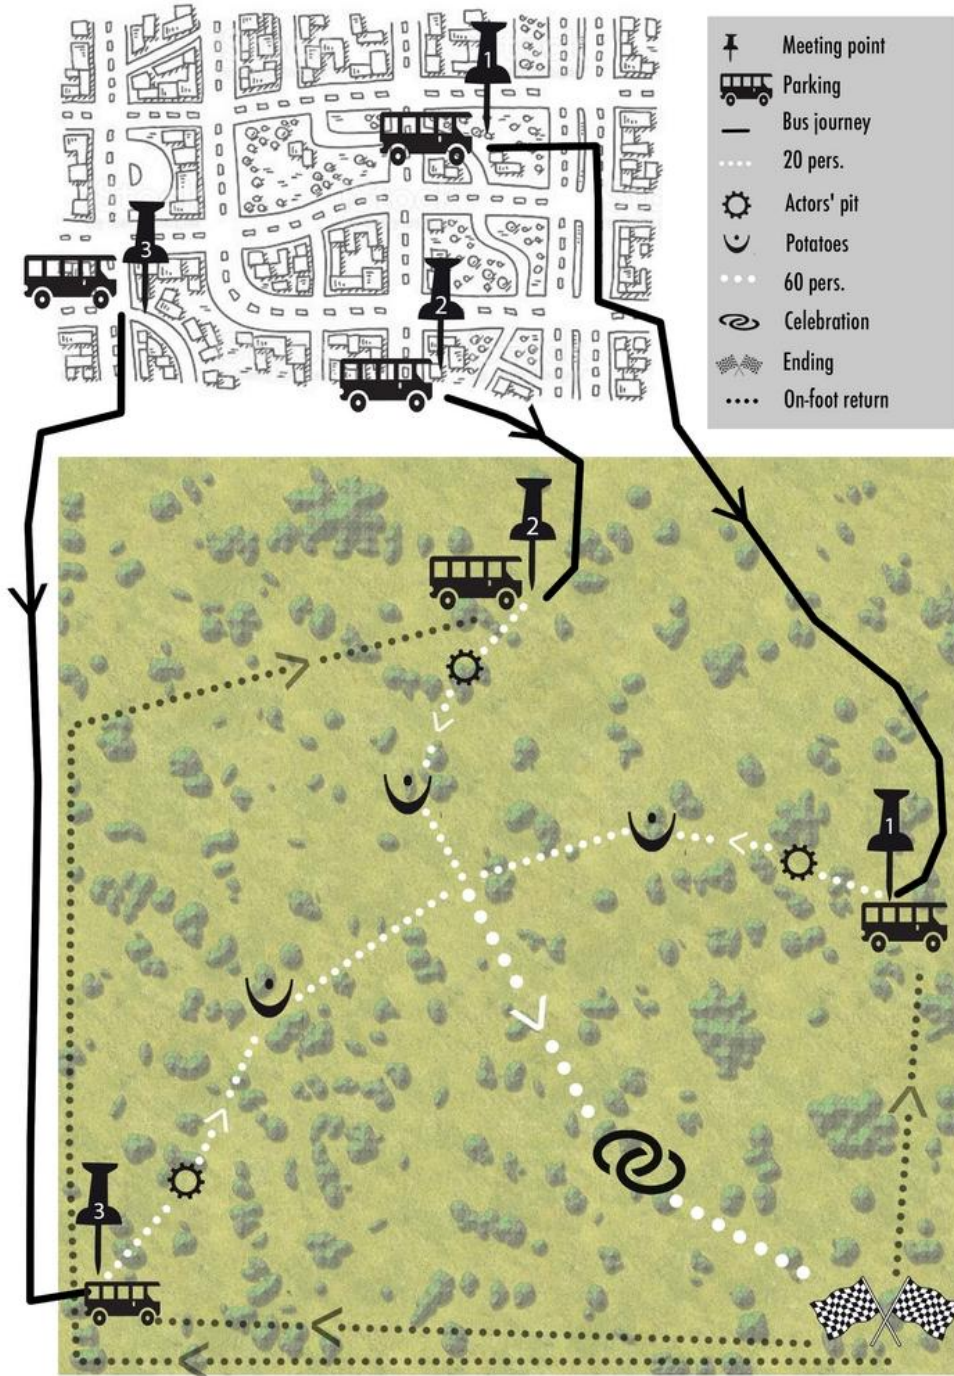 1
Meeting point
Parking
Bus journey
20 pers.
Actors' pit
3
Potatoes
2
60 pers.
Celebration
Ending
On-foot return
2
1
3